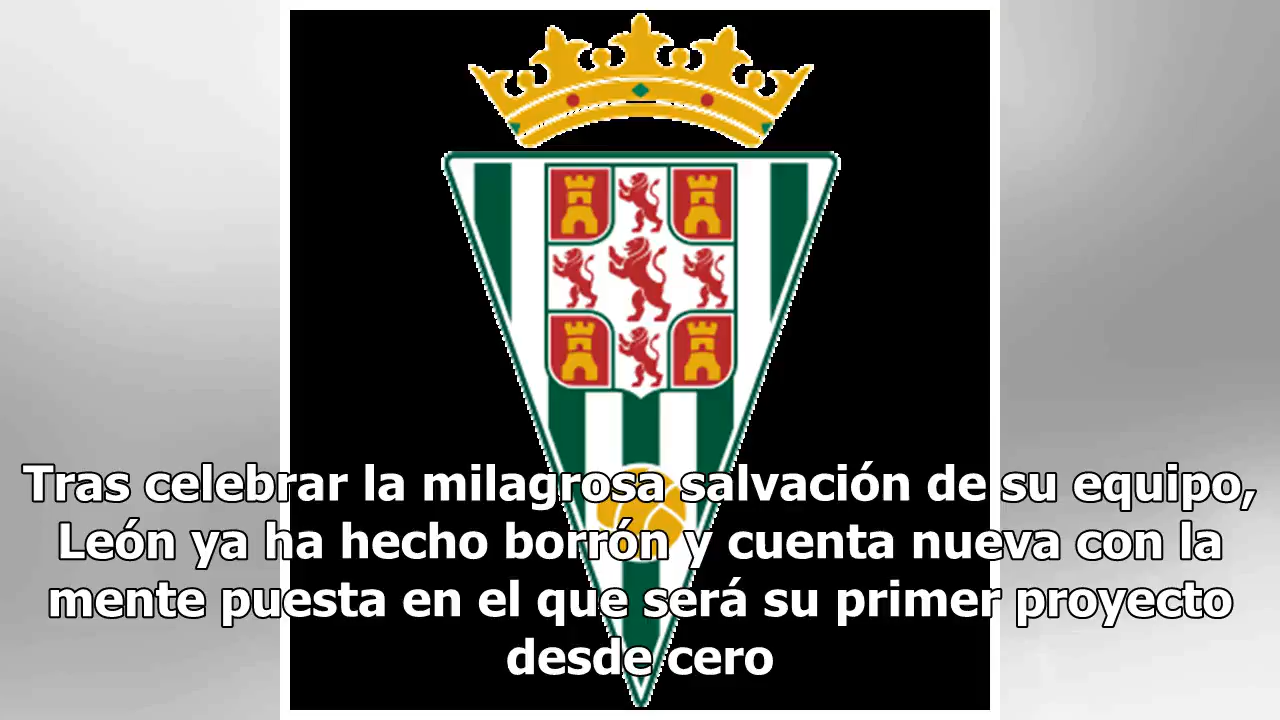 Tras celebrar la milagrosa salvación de su equipo,
León ya ha hecho borrón y cuenta nueva con la
mente puesta en el que será su primer proyecto
desde cero